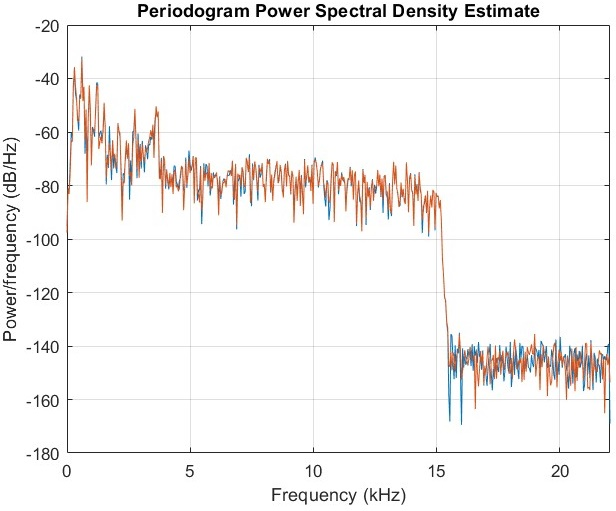 Periodogram Power Spectral Density Estimate
Power/frequency (dB/Hz)
-20
-40
-60
-80
-100
-120
-140
-160
-180
0 5 10 15 20
Frequency (kHz)